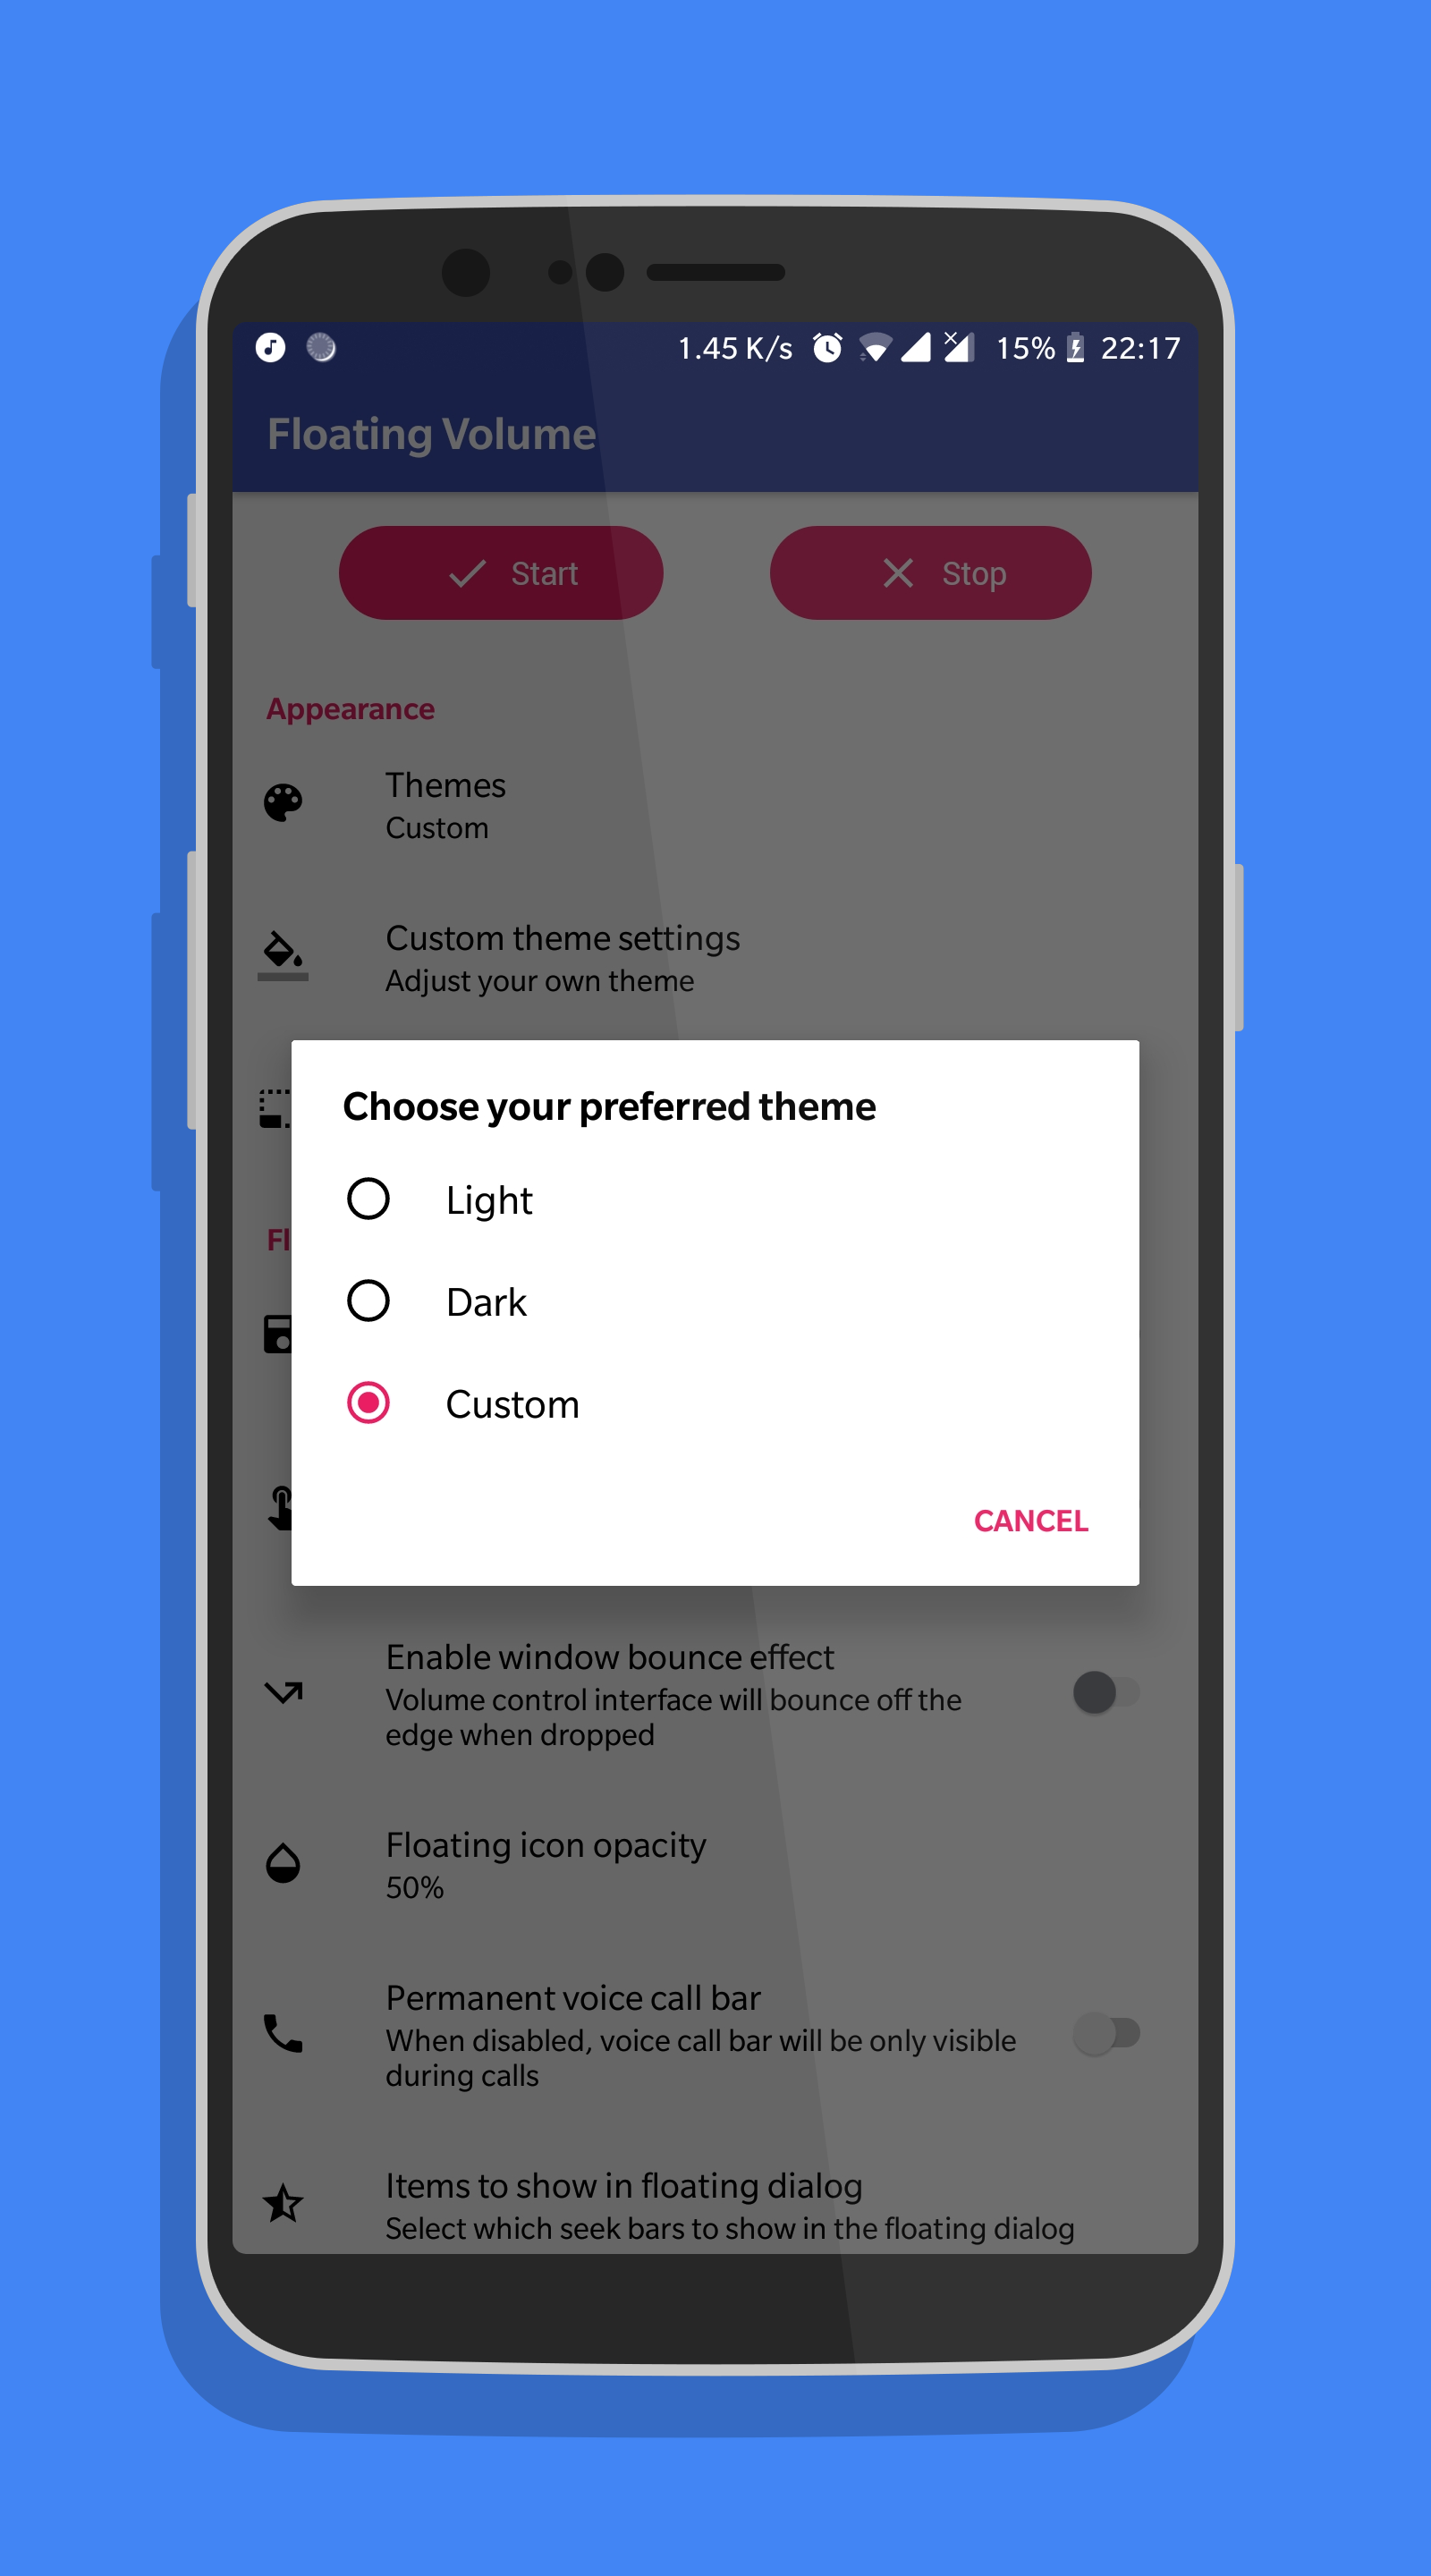 1.45 K/s 15% 22:17
Floating Volume
Start Stop
Appearance
Themes
Custom
Custom theme settings
Adjust your own theme
Choose your preferred theme
Light
Fl
Dark
Custom
CANCEL
Enable window bounce effect
Volume control interface will bounce off the
edge when dropped
Floating icon opacity
50%
Permanent voice call bar
When disabled, voice call bar will be only visible
during calls
Items to show in floating dialog
Select which seek bars to show in the floating dialog